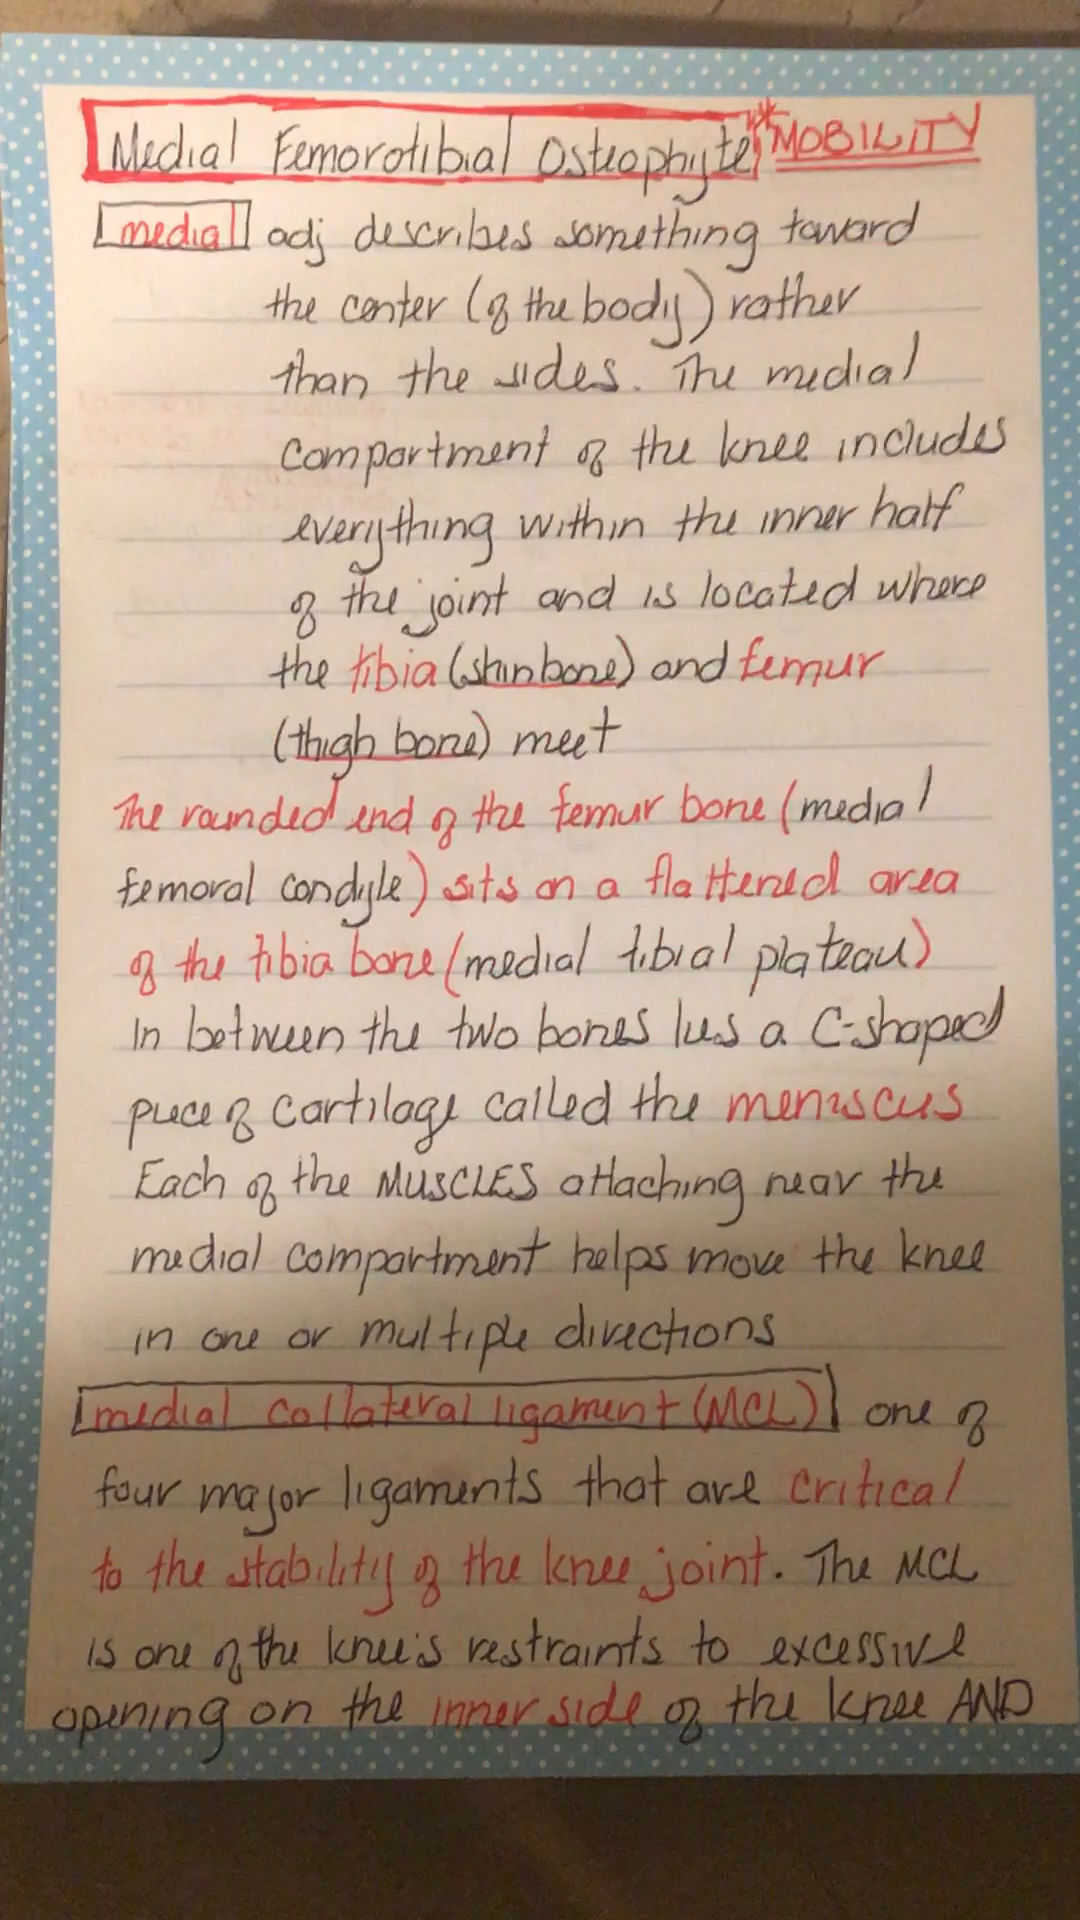 Medial Femorotibial Osteophyte ** MOBILITY
medial adj describes something toward
the center (of the body) rather
than the sides. The medial
compartment of the knee includes
everything within the inner half
of the joint and is located where
the tibia (shinbone) and femur
(thigh bone) meet
The rounded end of the femur bone (medial
femoral condyle) sits on a flattened area
of the tibia bone (medial tibial plateau)
In between the two bones lies a C-shaped
piece of cartilage called the meniscus
Each of the MUSCLES attaching near the
medial compartment helps move the knee
in one or multiple directions
medial collateral ligament (MCL) one of
four major ligaments that are critical
to the stability of the knee joint. The MCL
is one of the knee's restraints to excessive
opening on the inner side of the knee AND